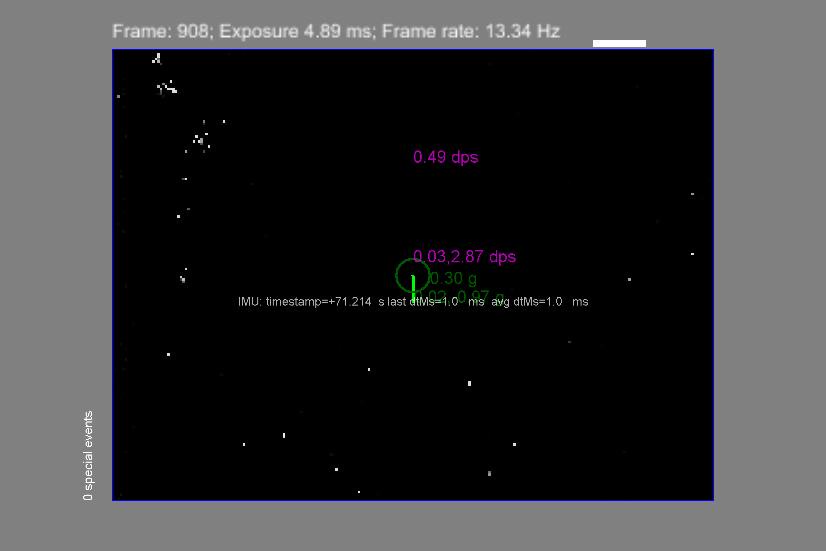 Frame: 908; Exposure 4.89 ms; Frame rate: 13.34 Hz
0.49 dps
0.03,2.87 dps
0.30 g
IMU: timestamp=+71.214 s last dtMs=1.0 ms avg dtMs=1.0 ms
0 special events